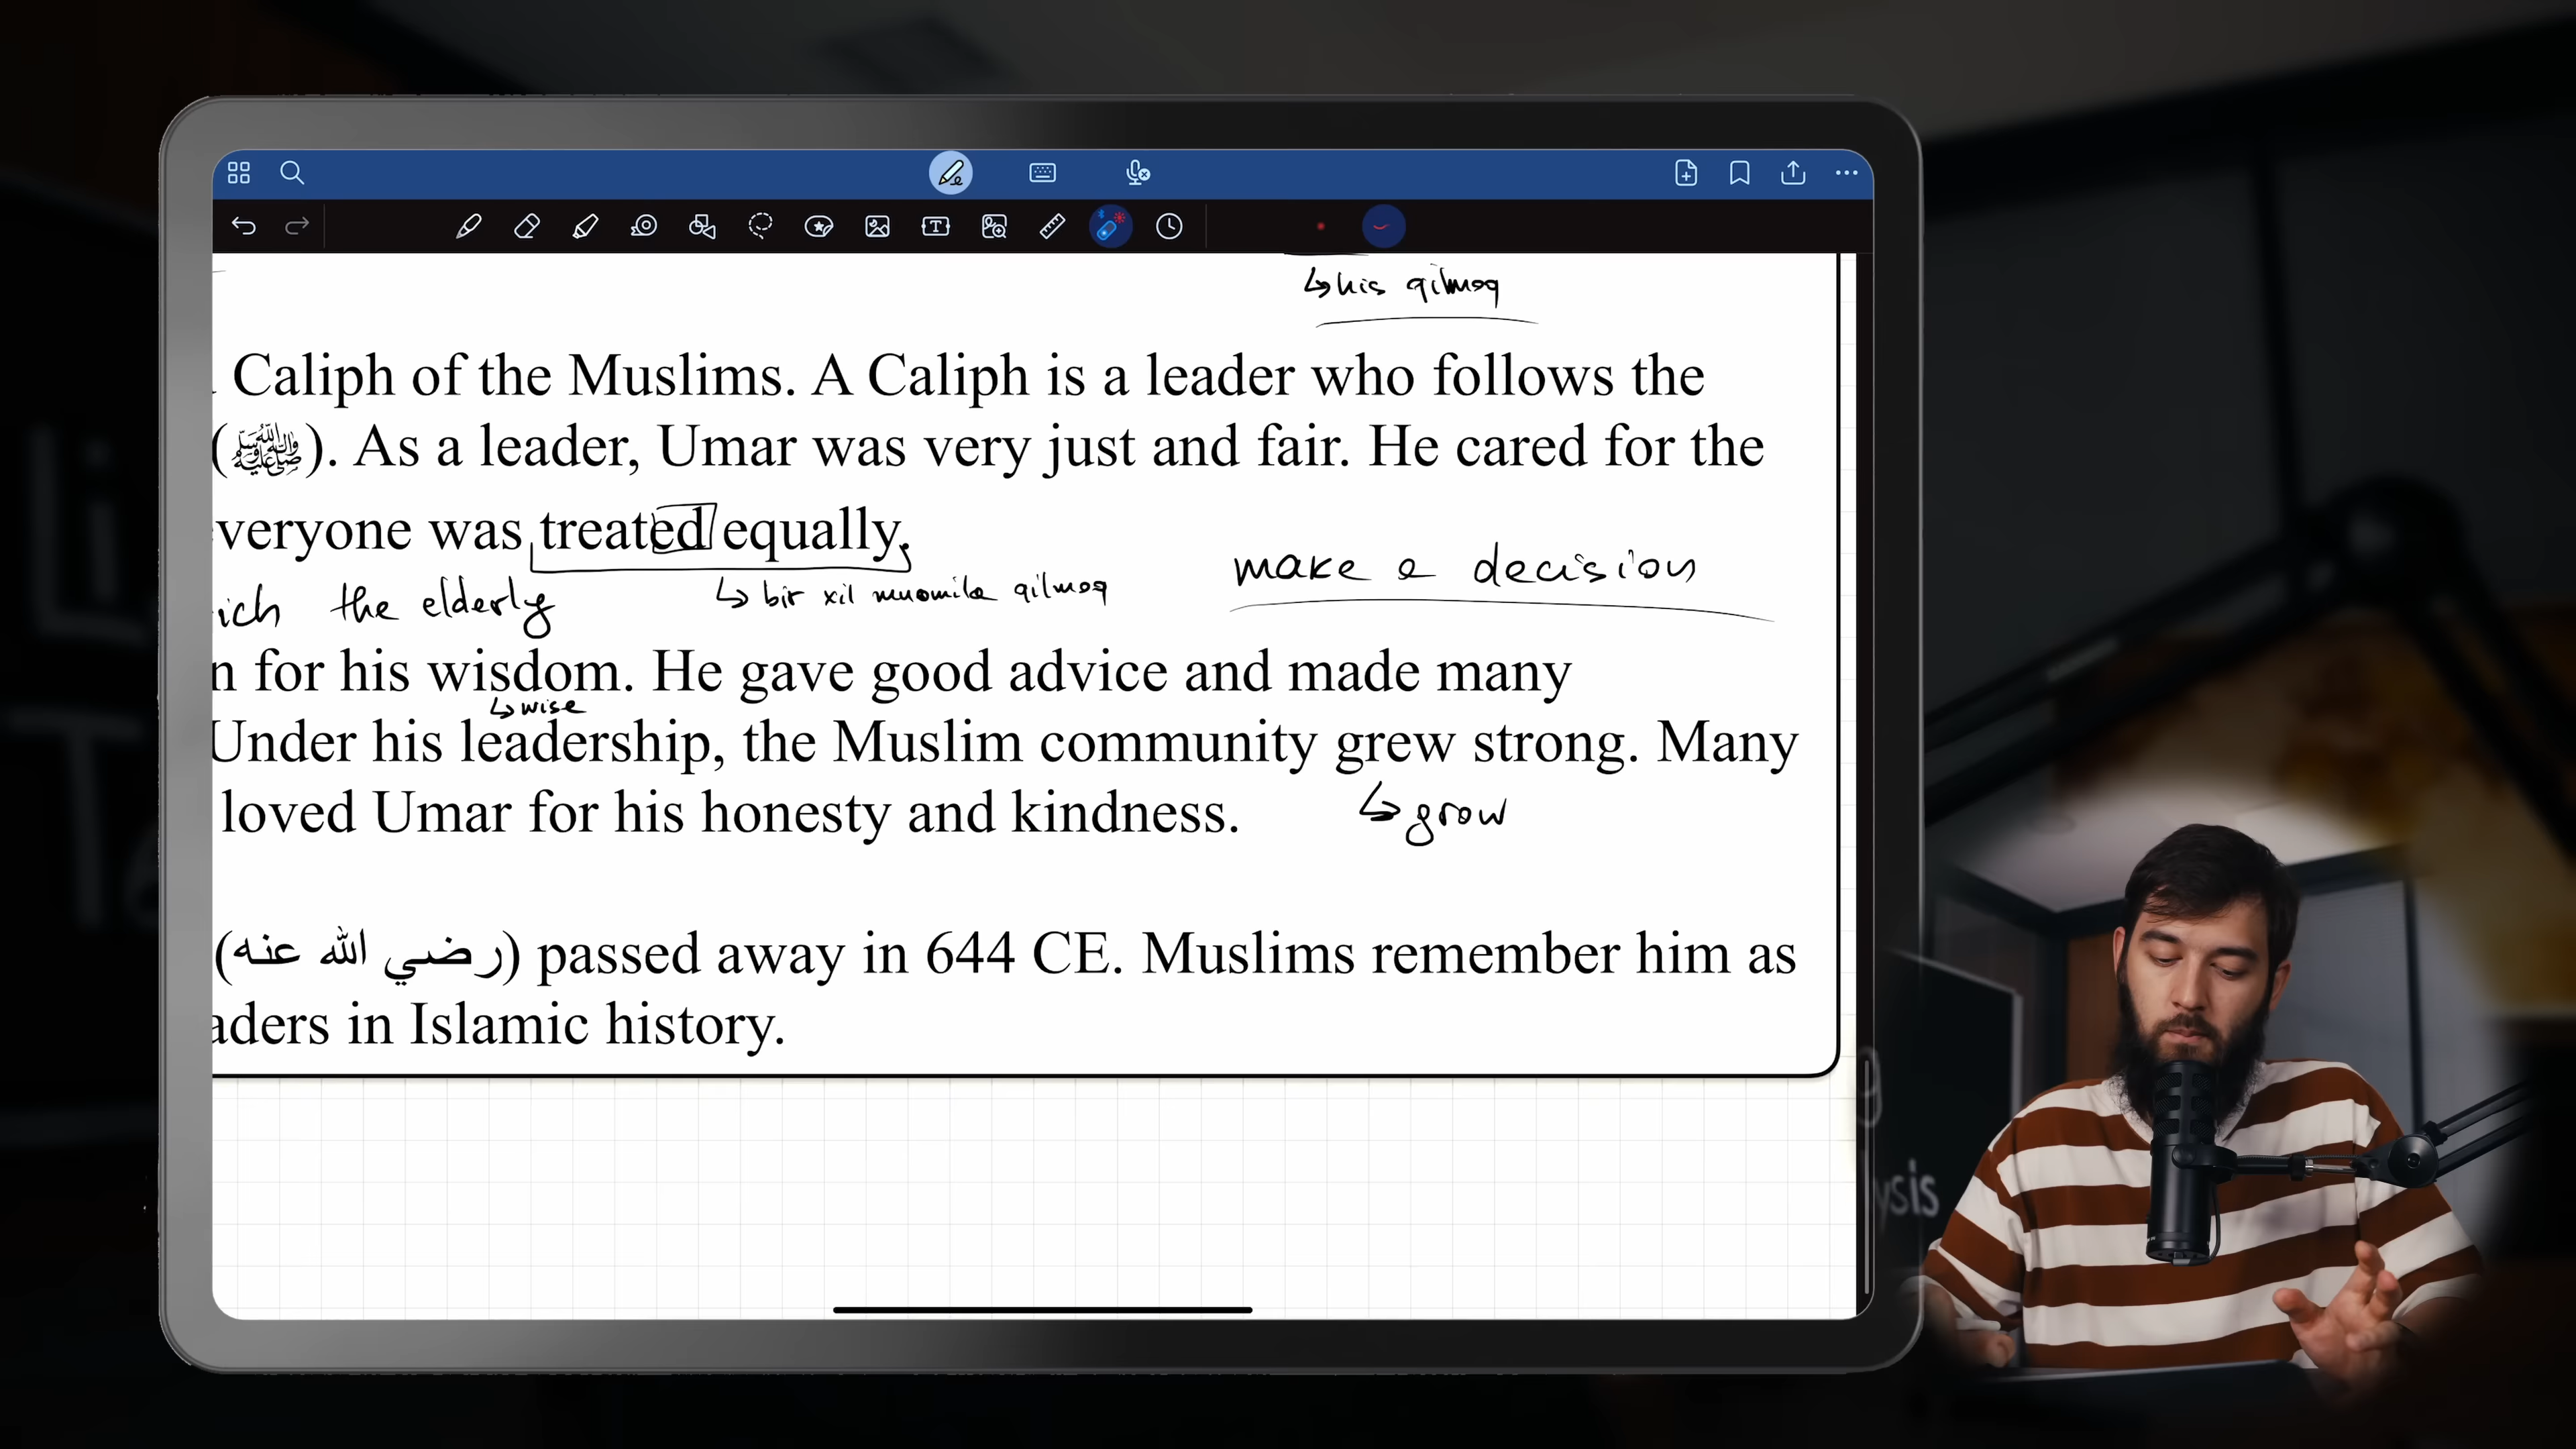 ↳ his qilmoq
Caliph of the Muslims. A Caliph is a leader who follows the
(ﷺ). As a leader, Umar was very just and fair. He cared for the
veryone was treated equally.
ich the elderly
↳ bir xil muomila qilmoq
make a decision
n for his wisdom. He gave good advice and made many
↳ wise
Under his leadership, the Muslim community grew strong. Many
loved Umar for his honesty and kindness.
↳ grow
(رضي الله عنه) passed away in 644 CE. Muslims remember him as
aders in Islamic history.
ysis